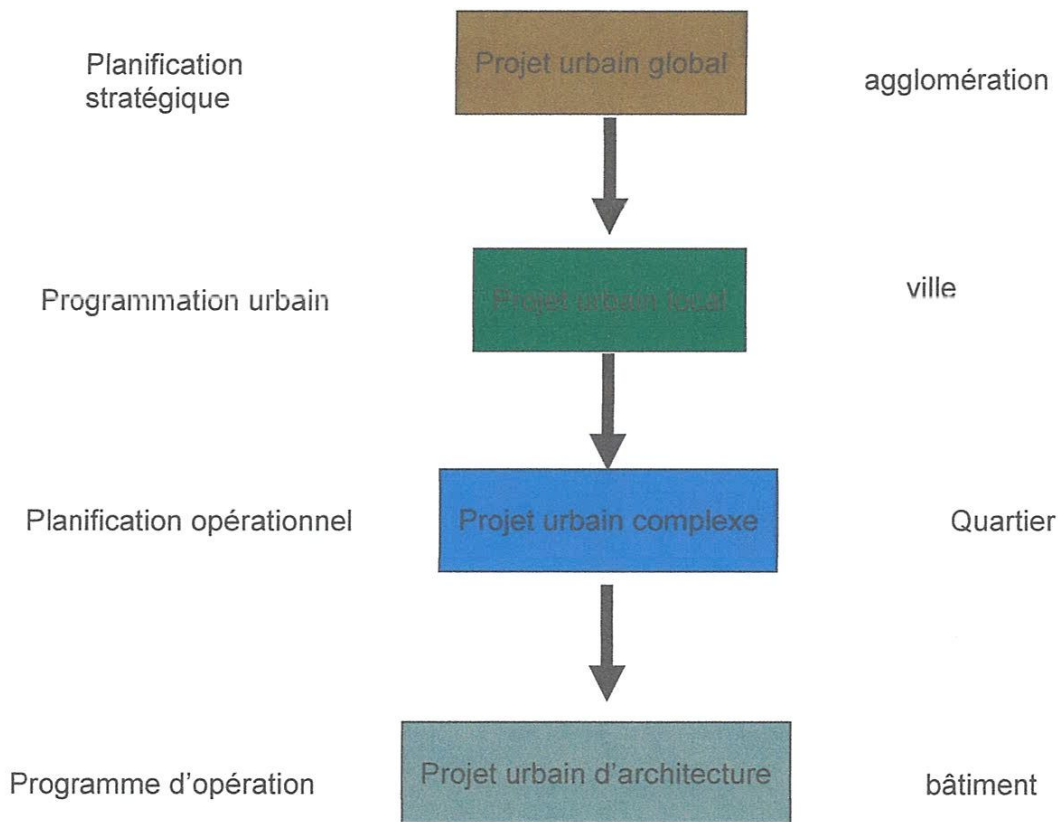 Planification
stratégique
Projet urbain global
agglomération
Programmation urbain
Projet urbain local
ville
Planification opérationnel
Projet urbain complexe
Quartier
Programme d'opération
Projet urbain d'architecture
bâtiment